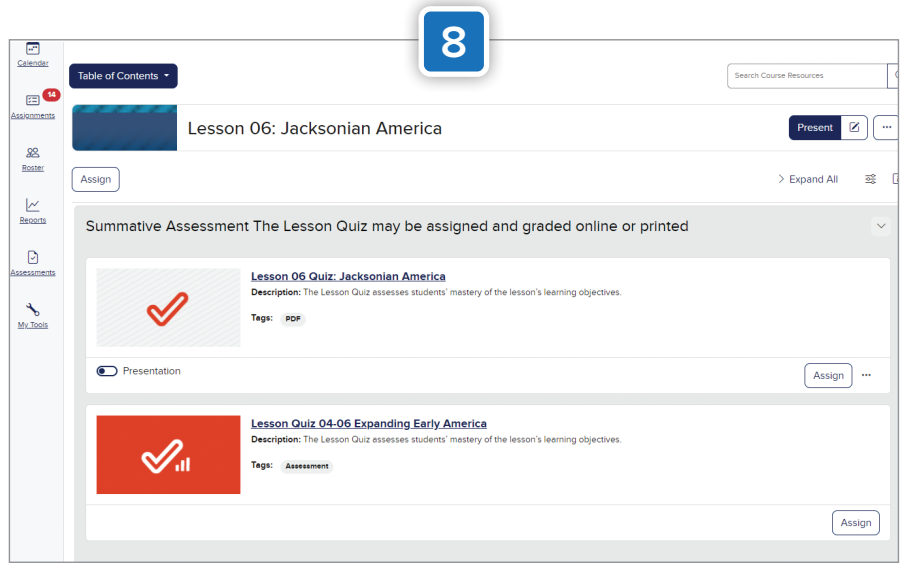 8
Calendar
Table of Contents
Search Course Resources
14
Assignments
Lesson 06: Jacksonian America
Present
Roster
Assign
Expand All
Reports
Summative Assessment The Lesson Quiz may be assigned and graded online or printed
Assessments
Lesson 06 Quiz: Jacksonian America
Description: The Lesson Quiz assesses students' mastery of the lesson's learning objectives.
Tags: PDF
My Tools
Presentation
Assign
Lesson Quiz 04-06 Expanding Early America
Description: The Lesson Quiz assesses students' mastery of the lesson's learning objectives.
Tags: Assessment
Assign